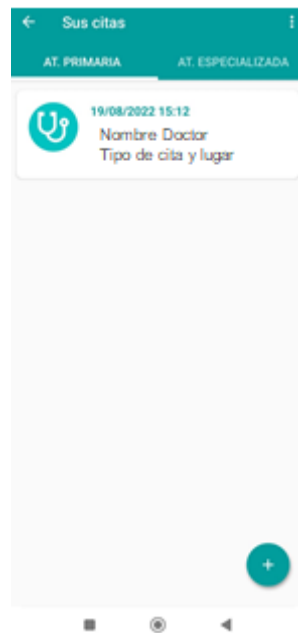 Sus citas
AT. PRIMARIA AT. ESPECIALIZADA
19/08/2022 15:12
Nombre Doctor
Tipo de cita y lugar
+